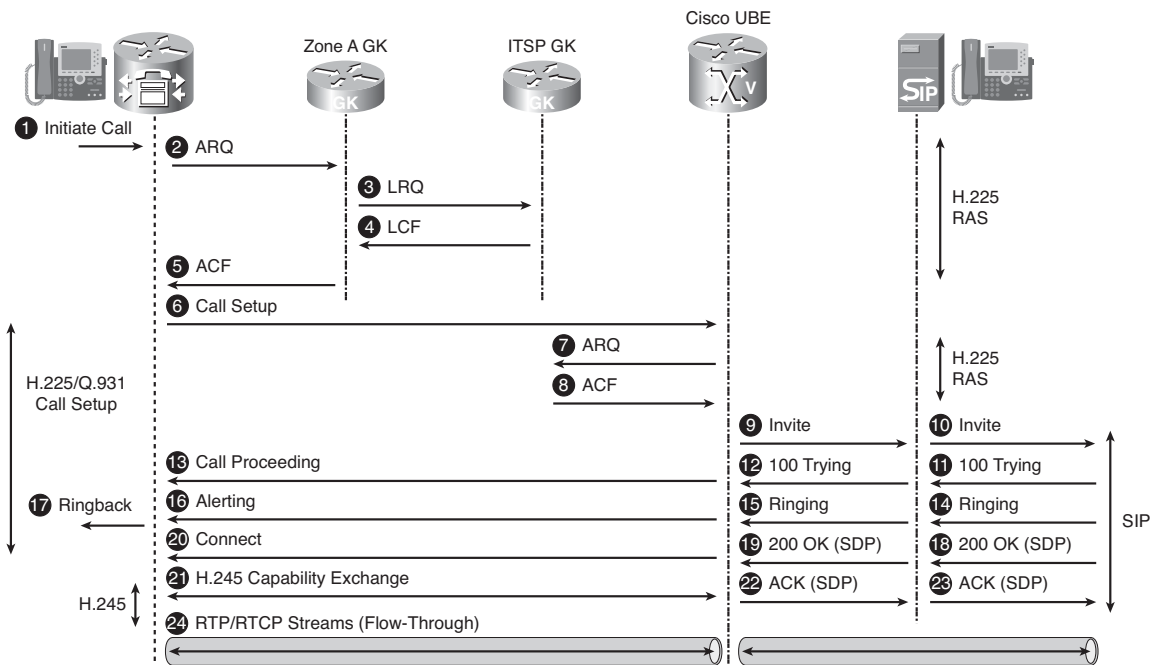 Cisco UBE
Zone A GK
ITSP GK
GK
GK
V
SIP
1 Initiate Call
2 ARQ
3 LRQ
4 LCF
H.225
RAS
5 ACF
6 Call Setup
7 ARQ
8 ACF
H.225
RAS
H.225/Q.931
Call Setup
9 Invite
10 Invite
13 Call Proceeding
12 100 Trying
11 100 Trying
17 Ringback
16 Alerting
15 Ringing
14 Ringing
SIP
20 Connect
19 200 OK (SDP)
18 200 OK (SDP)
21 H.245 Capability Exchange
22 ACK (SDP)
23 ACK (SDP)
H.245
24 RTP/RTCP Streams (Flow-Through)